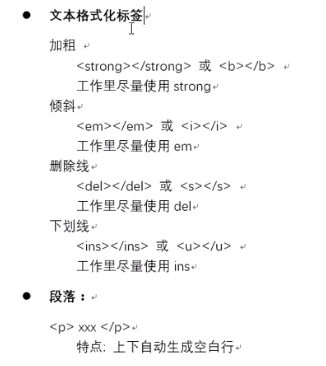 ● 文本格式化标签
加粗
<strong></strong> 或 <b></b>
工作里尽量使用 strong
倾斜
<em></em> 或 <i></i>
工作里尽量使用 em
删除线
<del></del> 或 <s></s>
工作里尽量使用 del
下划线
<ins></ins> 或 <u></u>
工作里尽量使用 ins
● 段落：
<p> xxx </p>
特点: 上下自动生成空白行